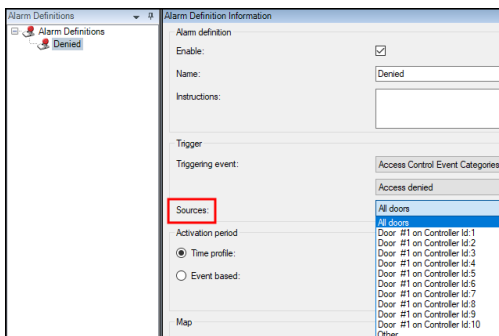 Alarm Definitions
Alarm Definitions
Denied
Alarm Definition Information
Alarm definition
Enable:
Name: Denied
Instructions:
Trigger
Triggering event: Access Control Event Categories
Access denied
Sources: All doors
All doors
Door #1 on Controller Id:1
Door #1 on Controller Id:2
Door #1 on Controller Id:3
Door #1 on Controller Id:4
Door #1 on Controller Id:5
Door #1 on Controller Id:6
Door #1 on Controller Id:7
Door #1 on Controller Id:8
Door #1 on Controller Id:9
Door #1 on Controller Id:10
Other
Activation period
Time profile:
Event based:
Map